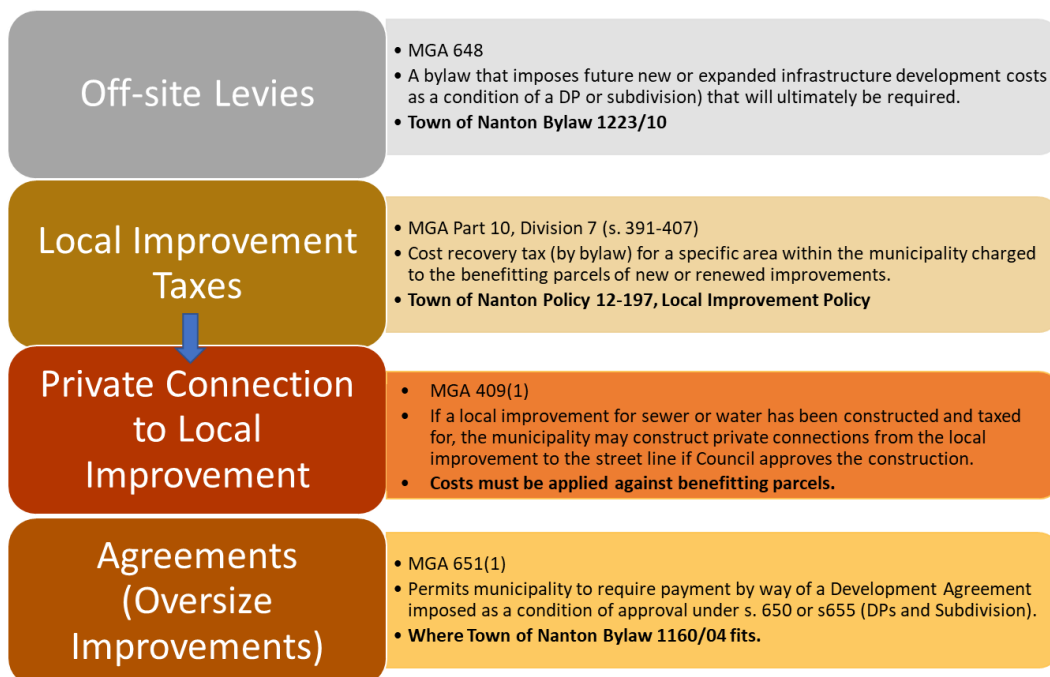 Off-site Levies
• MGA 648
• A bylaw that imposes future new or expanded infrastructure development costs
as a condition of a DP or subdivision) that will ultimately be required.
• Town of Nanton Bylaw 1223/10
Local Improvement
Taxes
• MGA Part 10, Division 7 (s. 391-407)
• Cost recovery tax (by bylaw) for a specific area within the municipality charged
to the benefitting parcels of new or renewed improvements.
• Town of Nanton Policy 12-197, Local Improvement Policy
Private Connection
to Local
Improvement
• MGA 409(1)
• If a local improvement for sewer or water has been constructed and taxed
for, the municipality may construct private connections from the local
improvement to the street line if Council approves the construction.
• Costs must be applied against benefitting parcels.
Agreements
(Oversize
Improvements)
• MGA 651(1)
• Permits municipality to require payment by way of a Development Agreement
imposed as a condition of approval under s. 650 or s655 (DPs and Subdivision).
• Where Town of Nanton Bylaw 1160/04 fits.